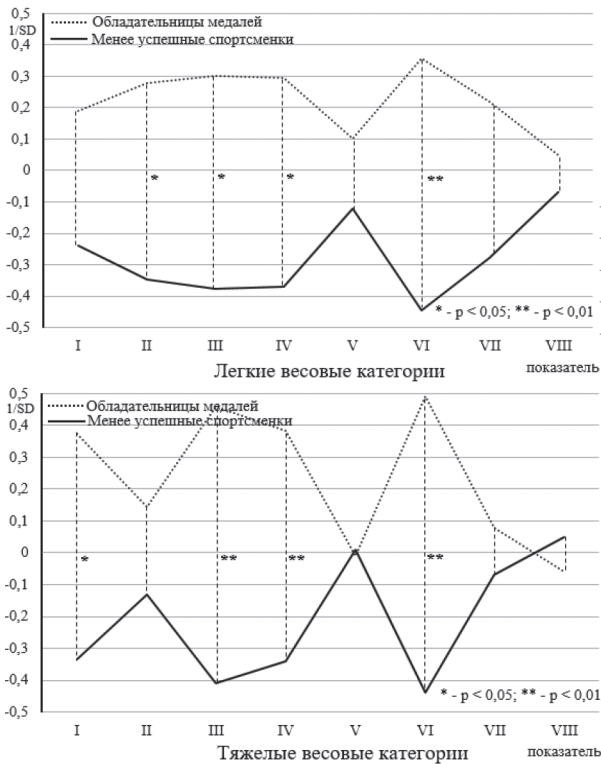 0,5
1/SD
Обладательницы медалей
Менее успешные спортсменки
0,4
0,3
0,2
0,1
0
* * * **
-0,1
-0,2
-0,3
-0,4
* - p < 0,05; ** - p < 0,01
-0,5
I II III IV V VI VII VIII
Легкие весовые категории
показатель
0,5
1/SD
Обладательницы медалей
Менее успешные спортсменки
0,4
0,3
0,2
0,1
0
* ** ** **
-0,1
-0,2
-0,3
-0,4
* - p < 0,05; ** - p < 0,01
-0,5
I II III IV V VI VII VIII
Тяжелые весовые категории
показатель